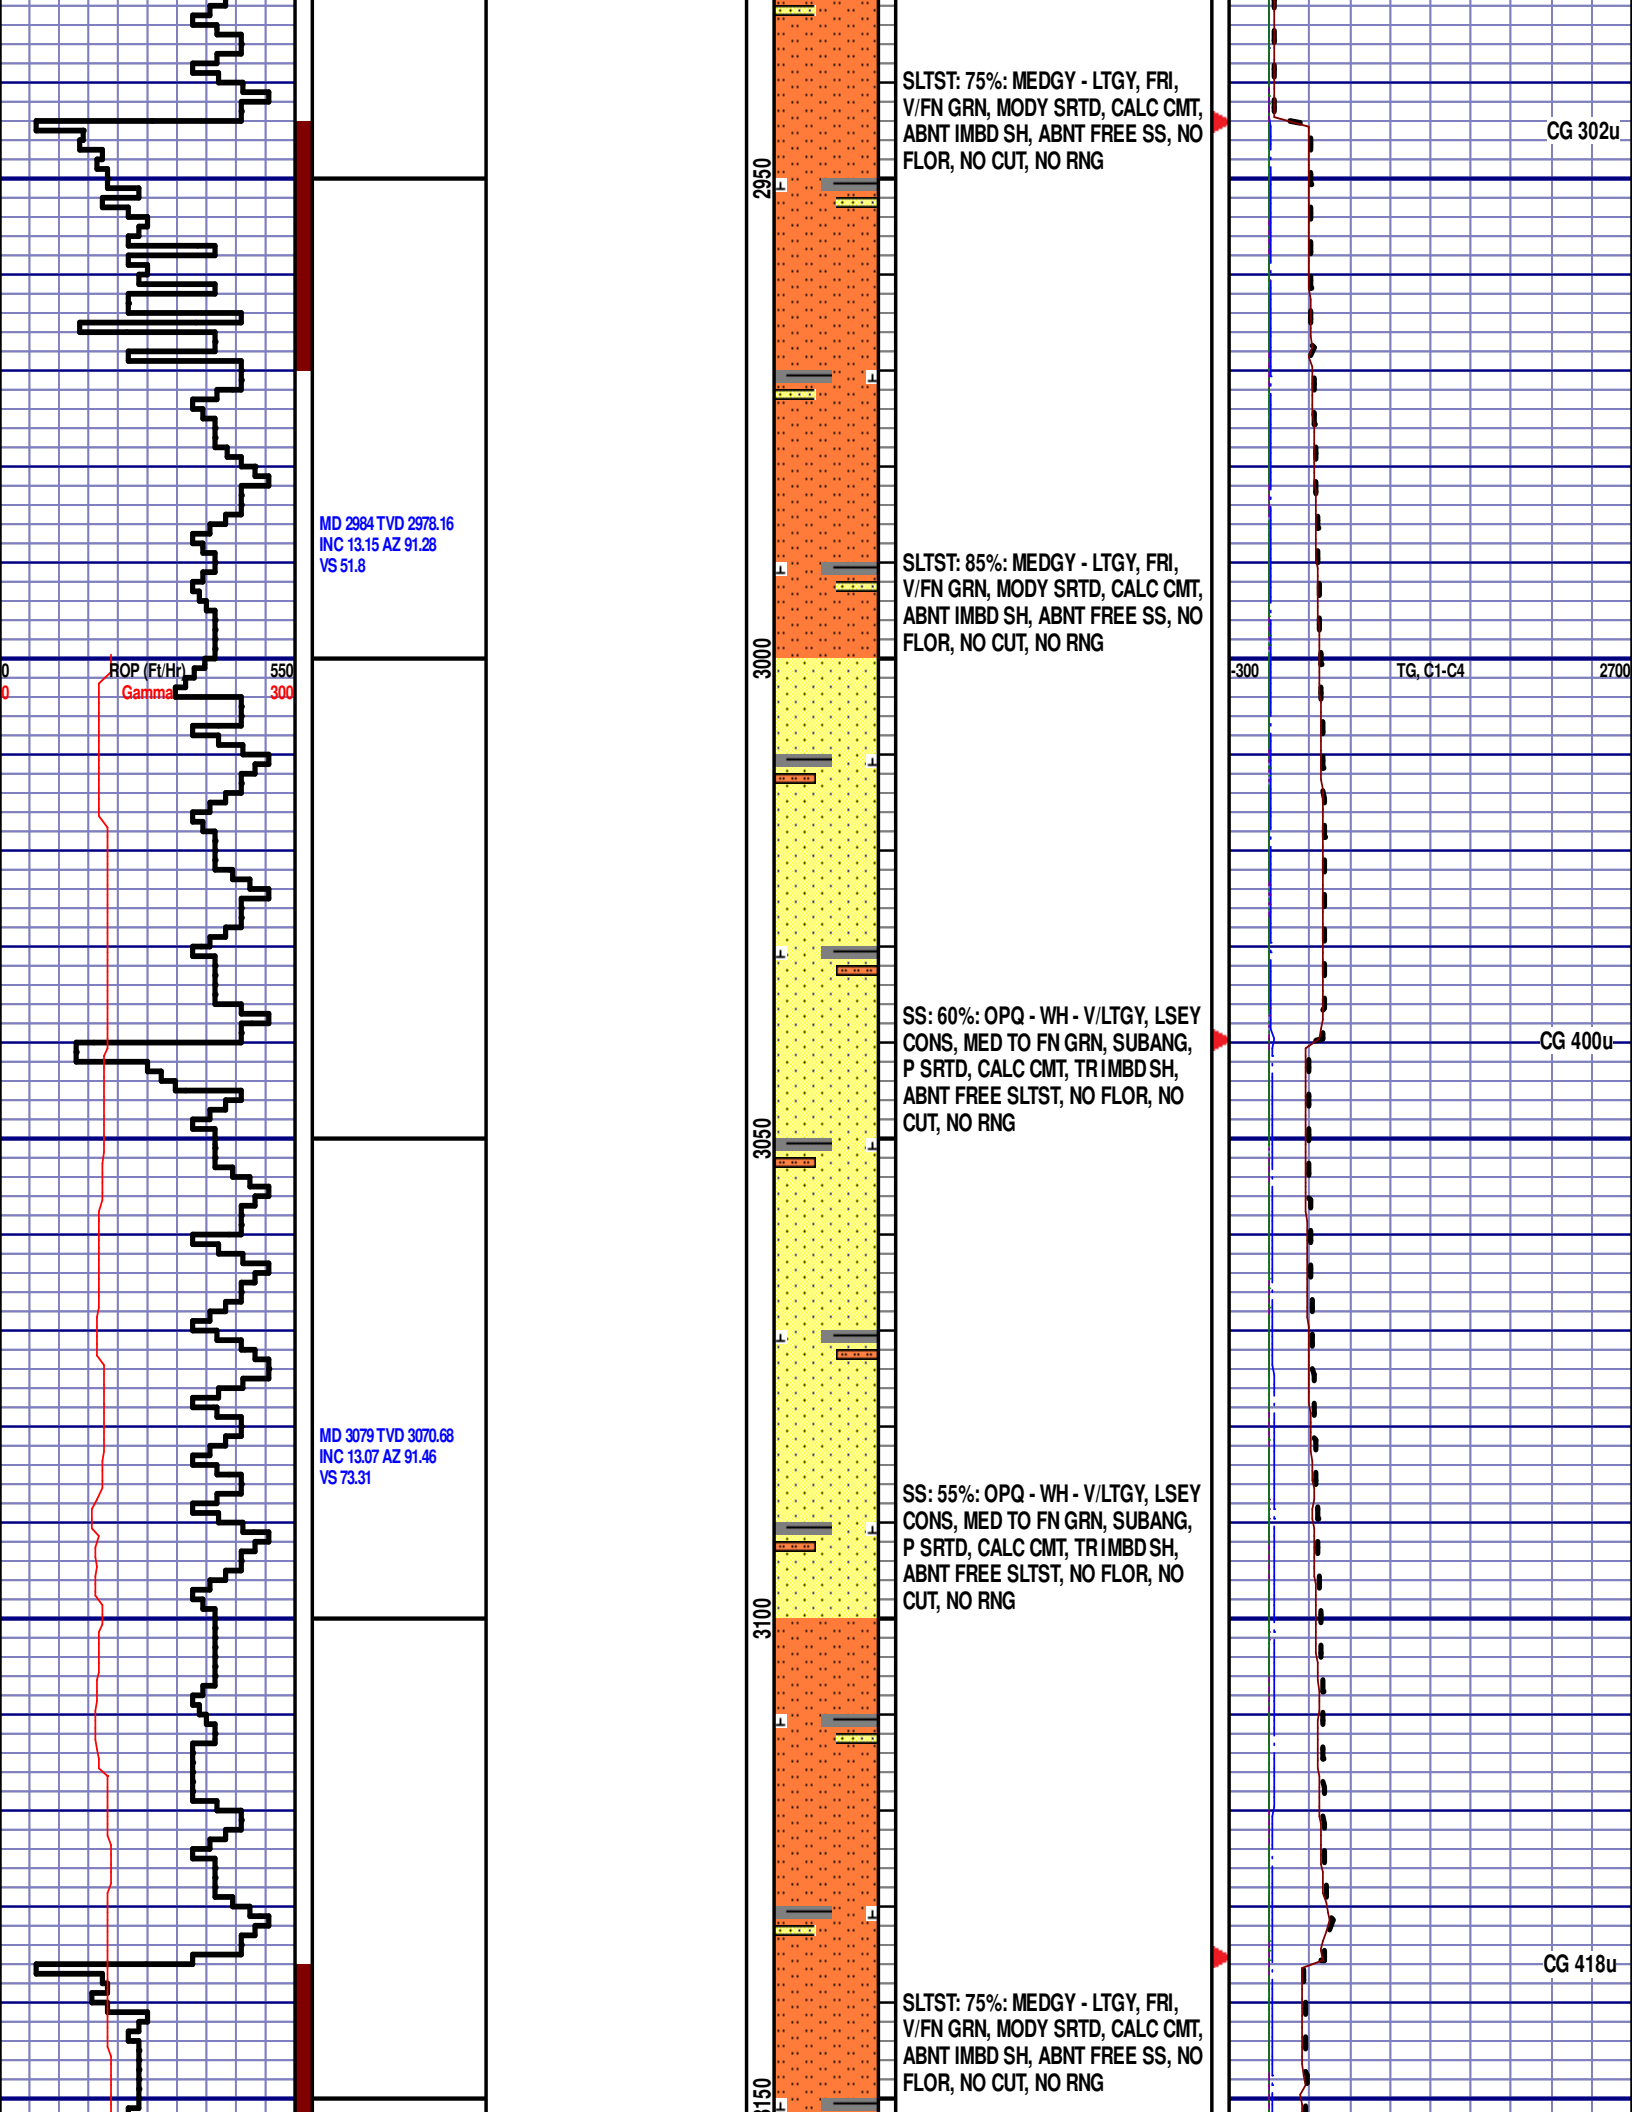 SLTST: 75%: MEDGY - LTGY, FRI,
V/FN GRN, MODY SRTD, CALC CMT,
ABNT IMBD SH, ABNT FREE SS, NO
FLOR, NO CUT, NO RNG
CG 302u
2950
MD 2984 TVD 2978.16
INC 13.15 AZ 91.28
VS 51.8
SLTST: 85%: MEDGY - LTGY, FRI,
V/FN GRN, MODY SRTD, CALC CMT,
ABNT IMBD SH, ABNT FREE SS, NO
FLOR, NO CUT, NO RNG
3000
0 ROP (Ft/Hr) 550
0 Gamma 300
-300 TG, C1-C4 2700
SS: 60%: OPQ - WH - V/LTGY, LSEY
CONS, MED TO FN GRN, SUBANG,
P SRTD, CALC CMT, TR IMBD SH,
ABNT FREE SLTST, NO FLOR, NO
CUT, NO RNG
CG 400u
3050
MD 3079 TVD 3070.68
INC 13.07 AZ 91.46
VS 73.31
SS: 55%: OPQ - WH - V/LTGY, LSEY
CONS, MED TO FN GRN, SUBANG,
P SRTD, CALC CMT, TR IMBD SH,
ABNT FREE SLTST, NO FLOR, NO
CUT, NO RNG
3100
CG 418u
SLTST: 75%: MEDGY - LTGY, FRI,
V/FN GRN, MODY SRTD, CALC CMT,
ABNT IMBD SH, ABNT FREE SS, NO
FLOR, NO CUT, NO RNG
3150